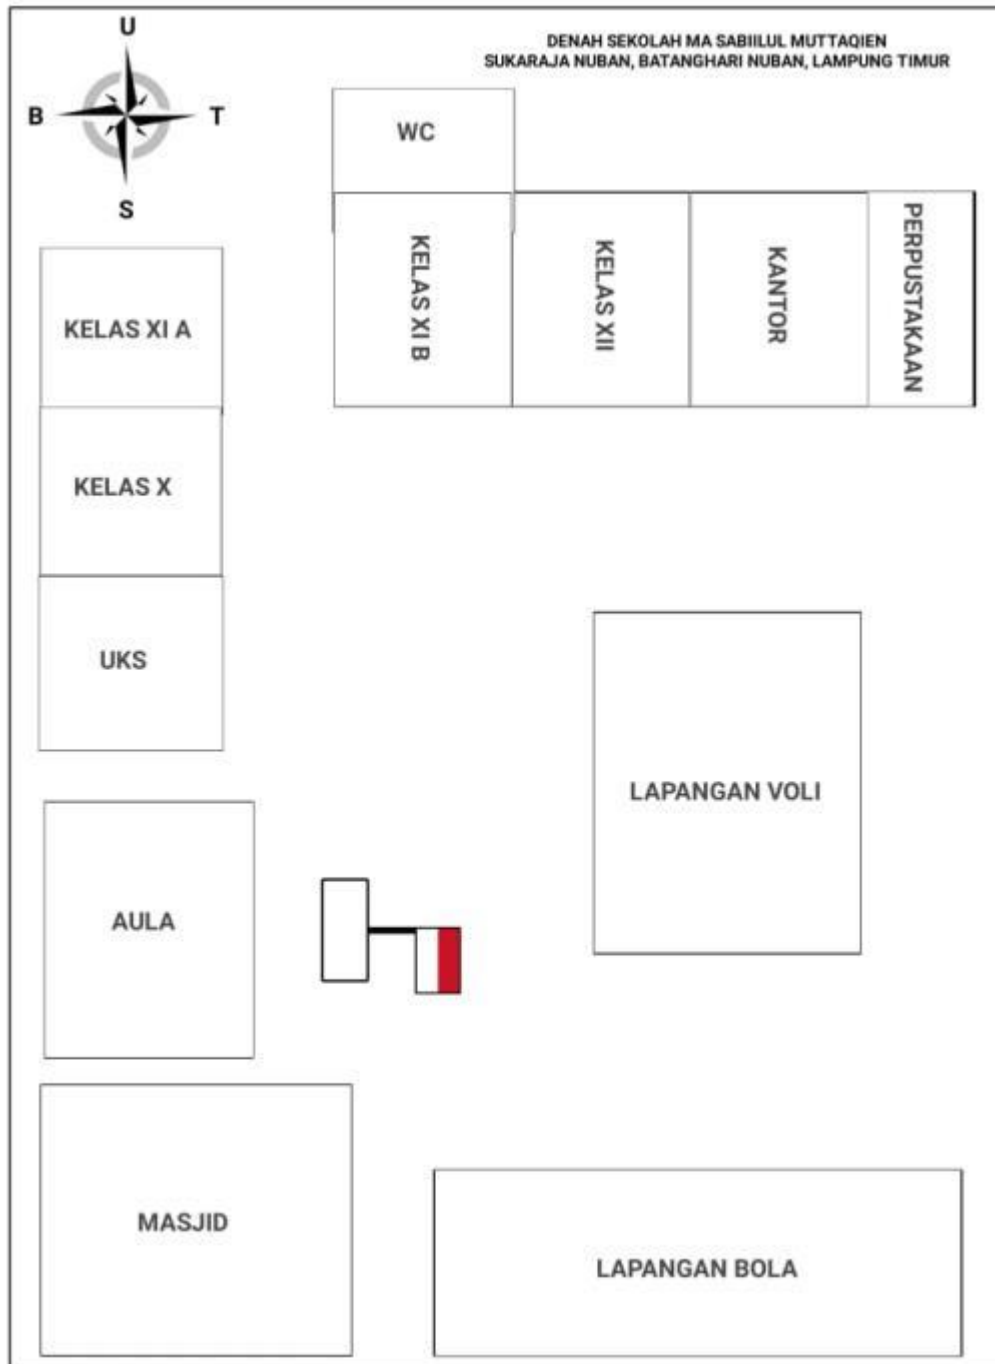 U
DENAH SEKOLAH MA SABIILUL MUTTAQIEN
SUKARAJA NUBAN, BATANGHARI NUBAN, LAMPUNG TIMUR
B
T
S
WC
KELAS XI B
KELAS XII
KANTOR
PERPUSTAKAAN
KELAS XI A
KELAS X
UKS
LAPANGAN VOLI
AULA
MASJID
LAPANGAN BOLA